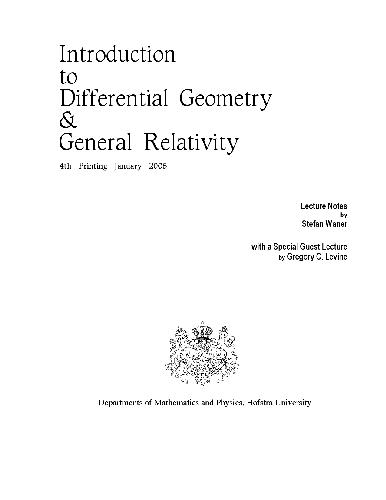 Introduction
to
Differential Geometry
&
General Relativity
4th Printing January 2005
Lecture Notes
by
Stefan Waner
with a Special Guest Lecture
by Gregory C. Levine
Departments of Mathematics and Physics, Hofstra University